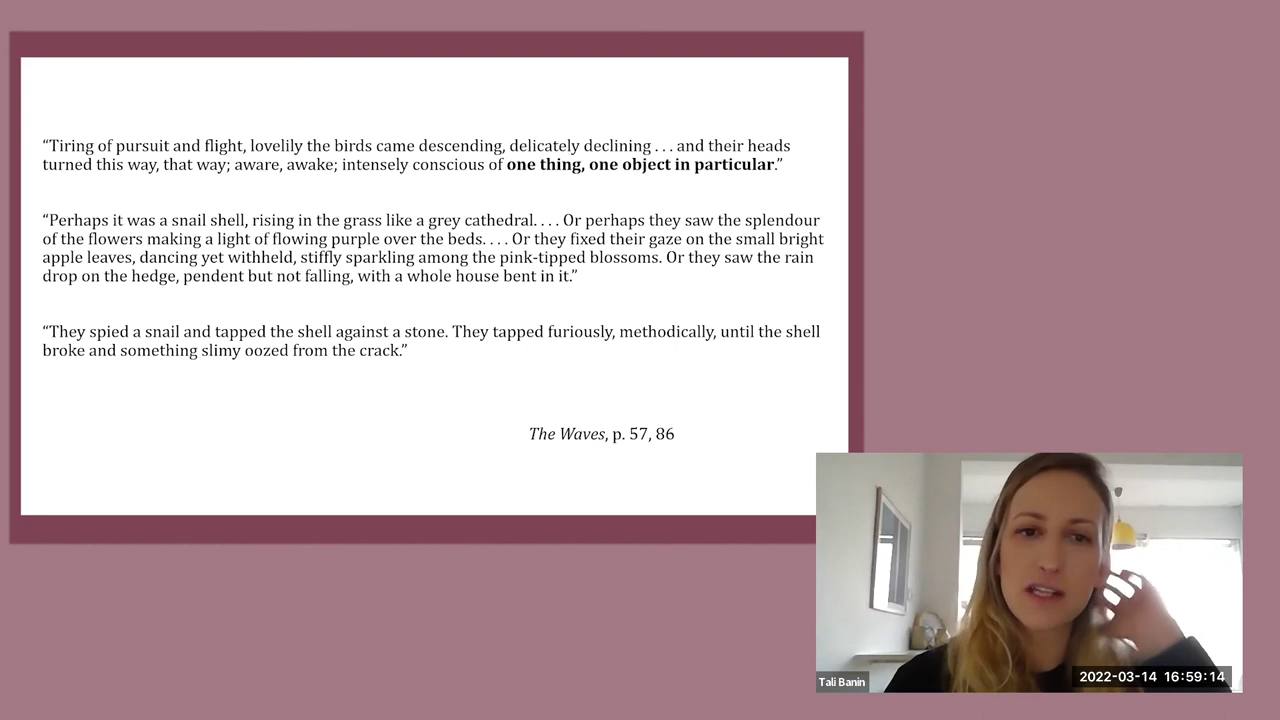 “Tiring of pursuit and flight, lovelily the birds came descending, delicately declining . . . and their heads
turned this way, that way; aware, awake; intensely conscious of one thing, one object in particular.”
“Perhaps it was a snail shell, rising in the grass like a grey cathedral. . . . Or perhaps they saw the splendour
of the flowers making a light of flowing purple over the beds. . . . Or they fixed their gaze on the small bright
apple leaves, dancing yet withheld, stiffly sparkling among the pink-tipped blossoms. Or they saw the rain
drop on the hedge, pendent but not falling, with a whole house bent in it.”
“They spied a snail and tapped the shell against a stone. They tapped furiously, methodically, until the shell
broke and something slimy oozed from the crack.”
The Waves, p. 57, 86
Tali Banin
2022-03-14 16:59:14